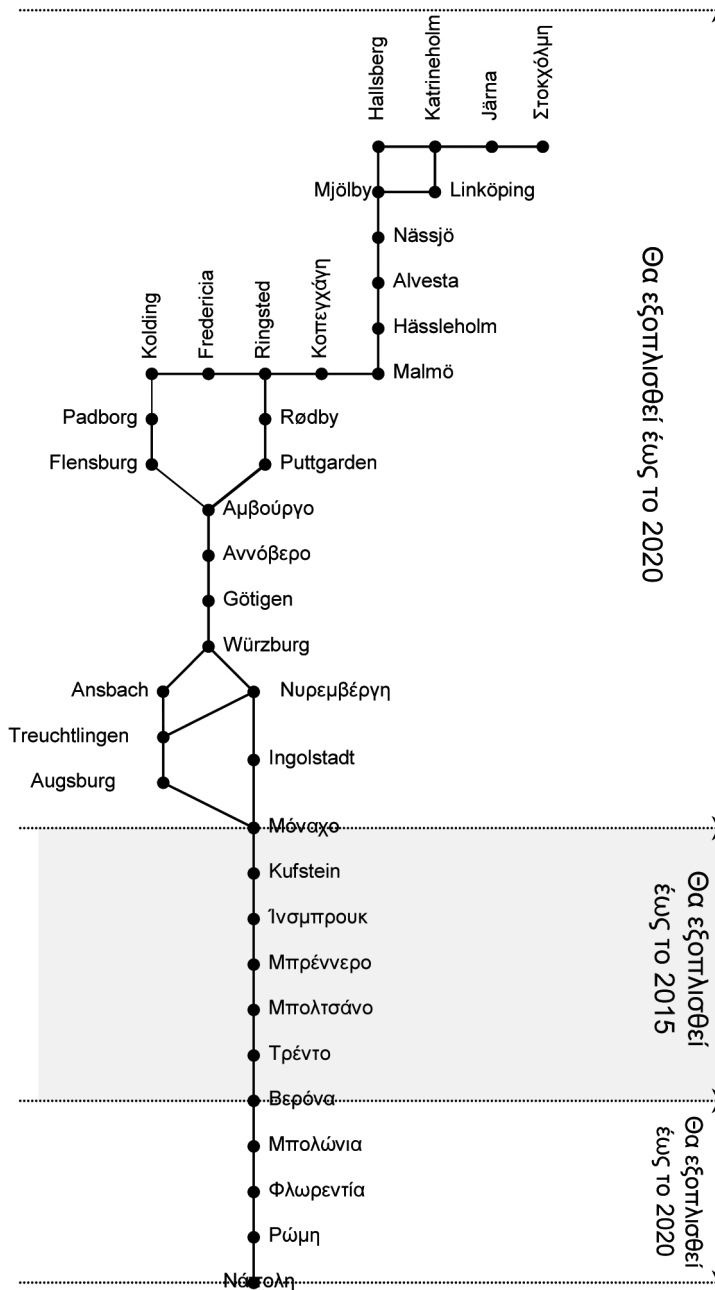 Hallsberg
Katrineholm
Järna
Στοκχόλμη
Mjölby
Linköping
Nässjö
Alvesta
Hässleholm
Malmö
Kolding
Fredericia
Ringsted
Κοπεγχάγη
Padborg
Rødby
Flensburg
Puttgarden
Αμβούργο
Αννόβερο
Götigen
Würzburg
Ansbach
Νυρεμβέργη
Treuchtlingen
Ingolstadt
Augsburg
Μόναχο
Θα εξοπλισθεί έως το 2020
Kufstein
Ίνσμπρουκ
Μπρέννερο
Μπολτσάνο
Τρέντο
Βερόνα
Θα εξοπλισθεί
έως το 2015
Μπολώνια
Φλωρεντία
Ρώμη
Νάπολη
Θα εξοπλισθεί
έως το 2020